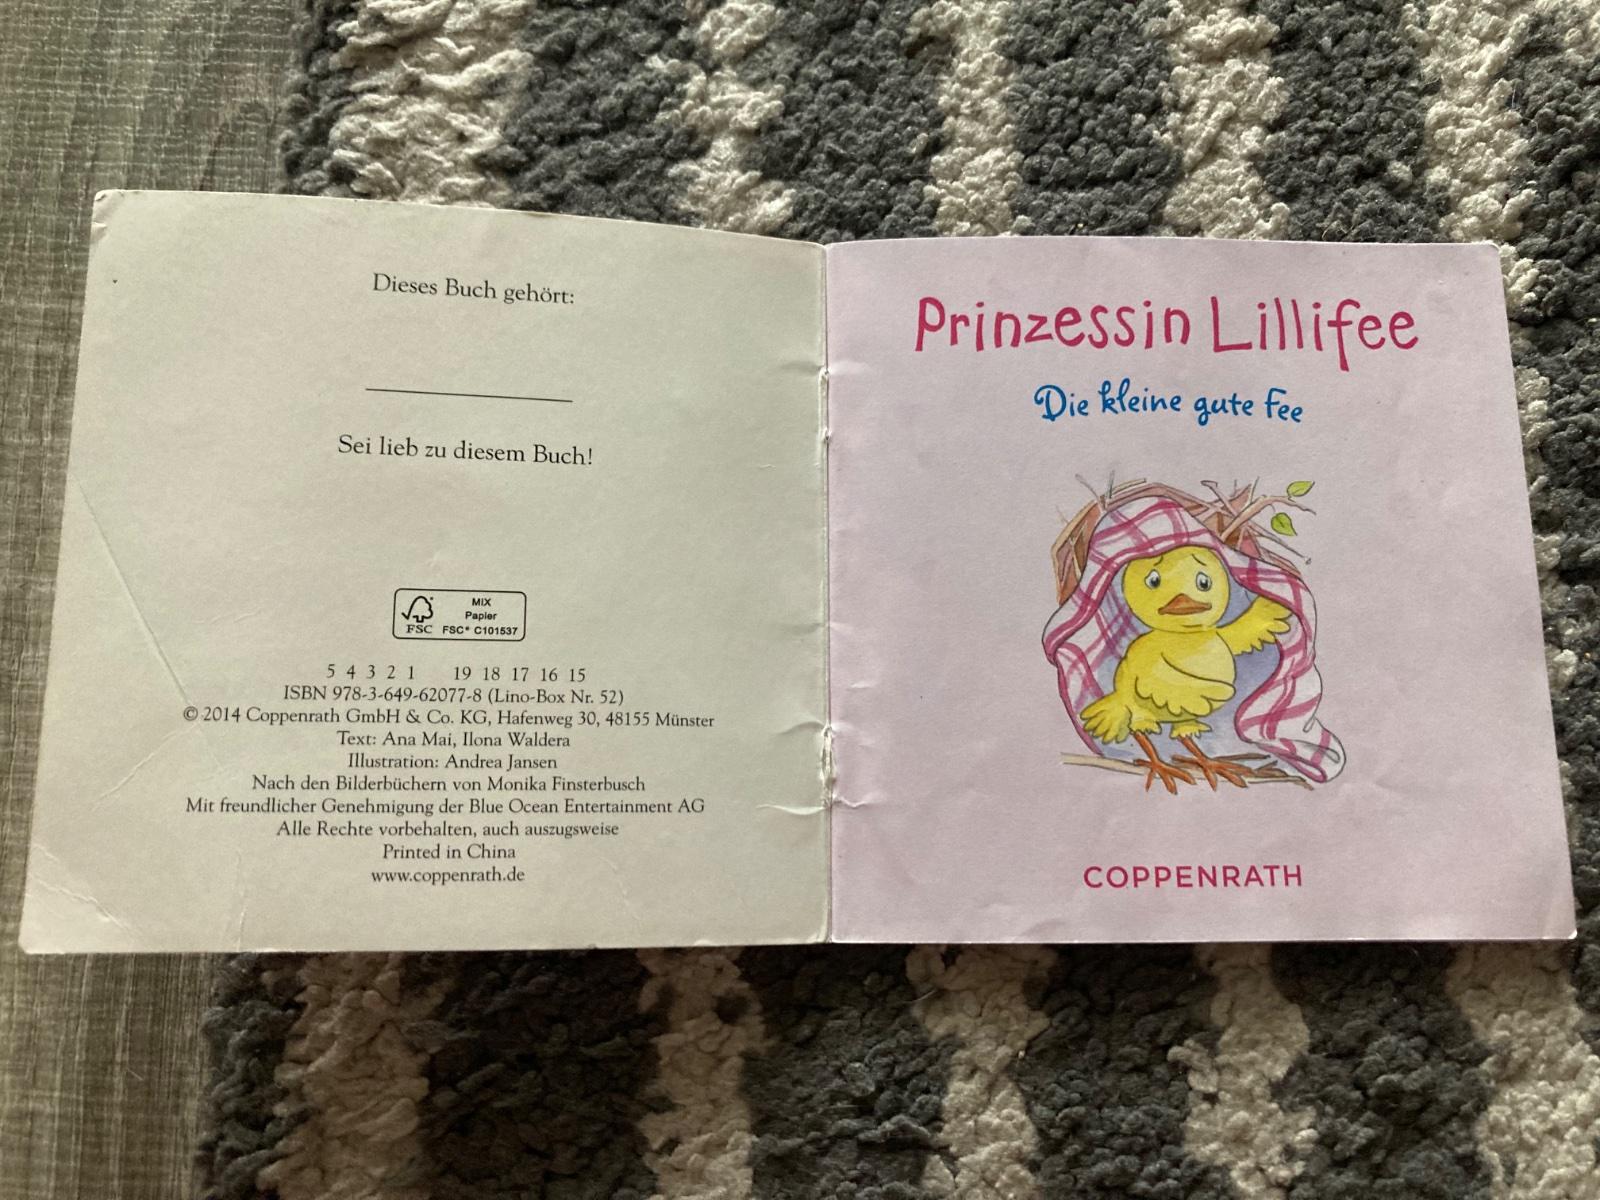 Dieses Buch gehört:
Sei lieb zu diesem Buch!
MIX
Papier
FSC® C101537
FSC
5 4 3 2 1 19 18 17 16 15
ISBN 978-3-649-62077-8 (Lino-Box Nr. 52)
© 2014 Coppenrath GmbH & Co. KG, Hafenweg 30, 48155 Münster
Text: Ana Mai, Ilona Waldera
Illustration: Andrea Jansen
Nach den Bilderbüchern von Monika Finsterbusch
Mit freundlicher Genehmigung der Blue Ocean Entertainment AG
Alle Rechte vorbehalten, auch auszugsweise
Printed in China
www.coppenrath.de
Prinzessin Lillifee
Die kleine gute Fee
COPPENRATH